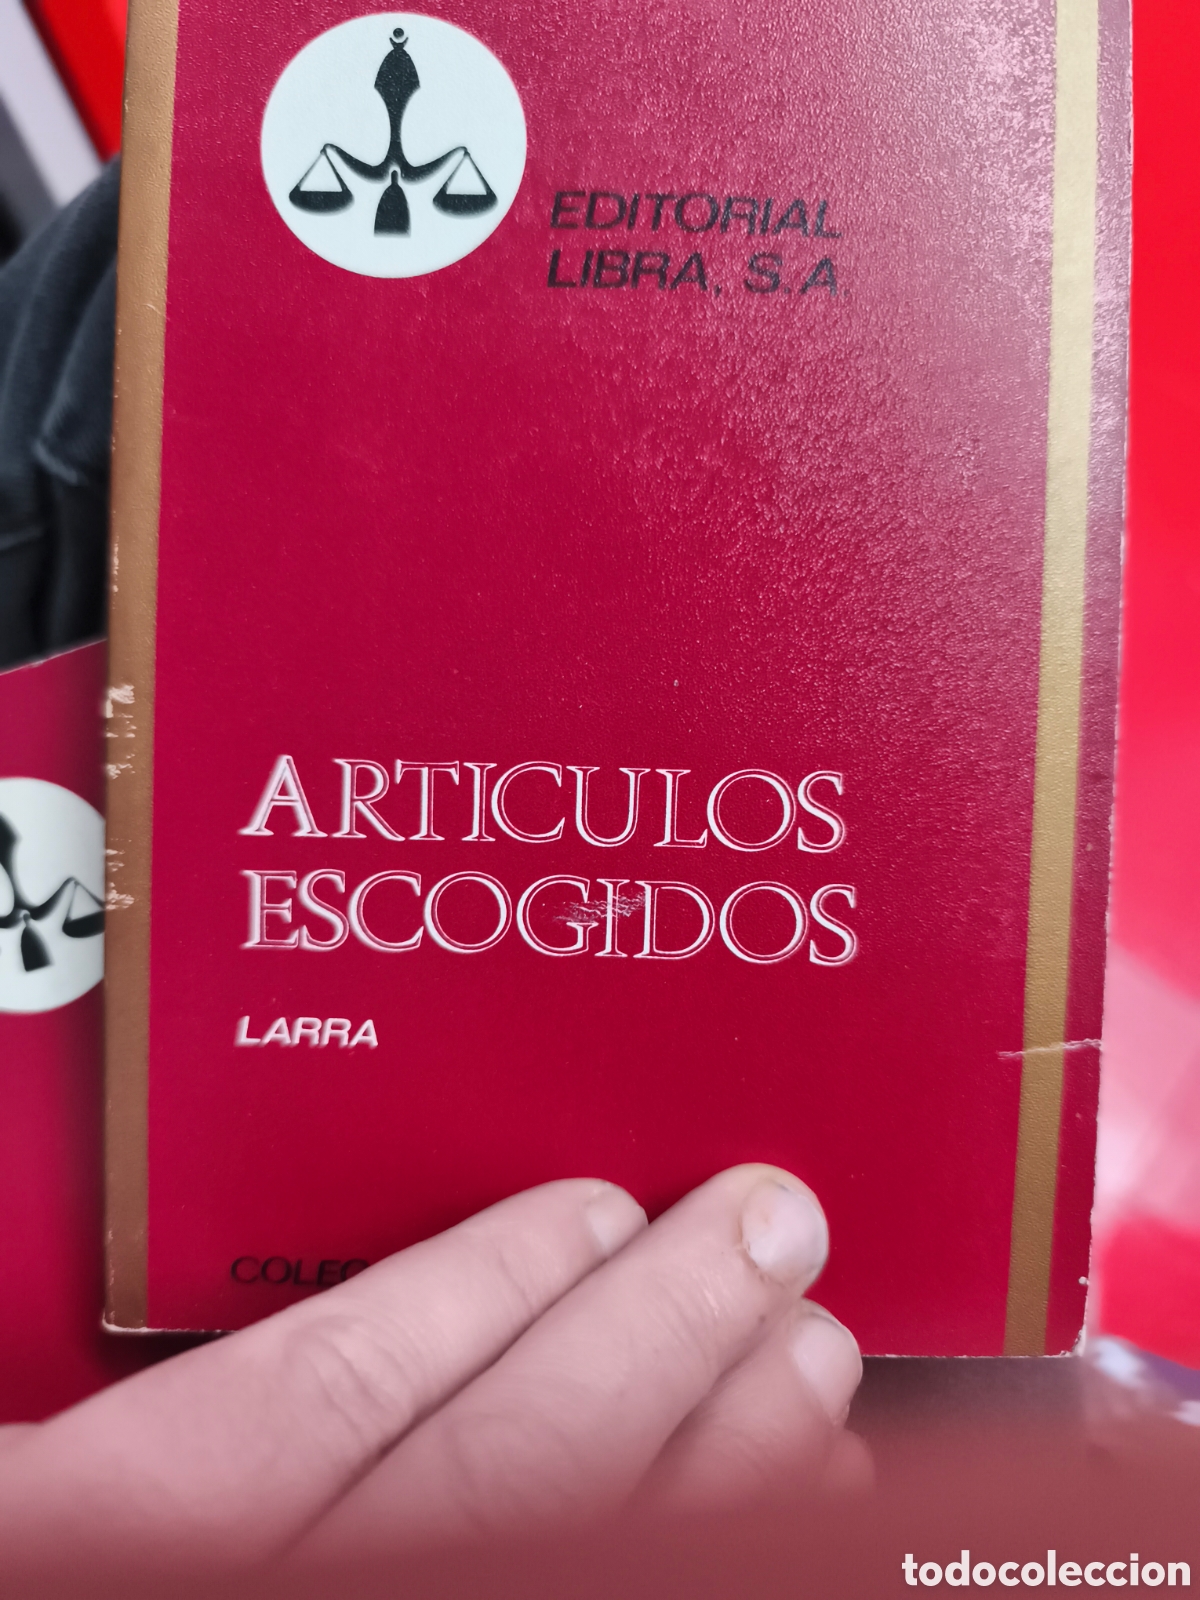 EDITORIAL
LIBRA, S.A.
ARTICULOS
ESCOGIDOS
LARRA
todocoleccion